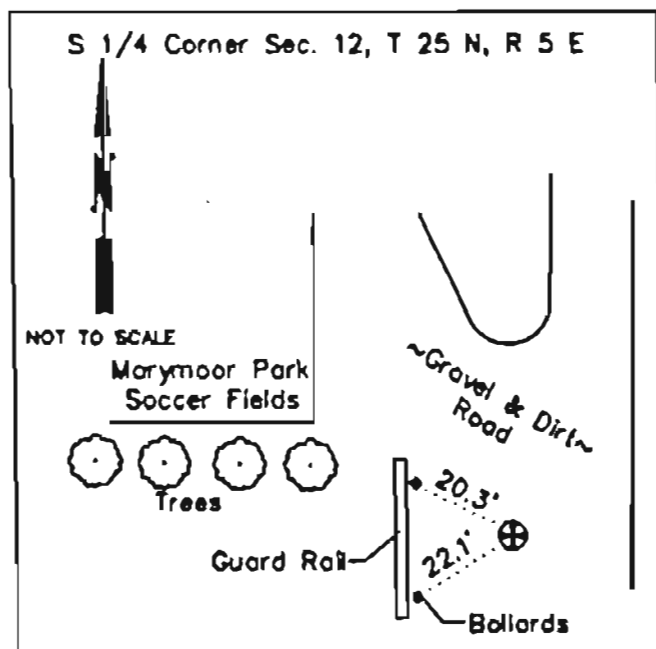 S 1/4 Corner Sec. 12, T 25 N, R 5 E
NOT TO SCALE
Marymoor Park
Soccer Fields
~Gravel & Dirt~
Road
Trees
20.3'
Guard Rail
22.1'
Bollards